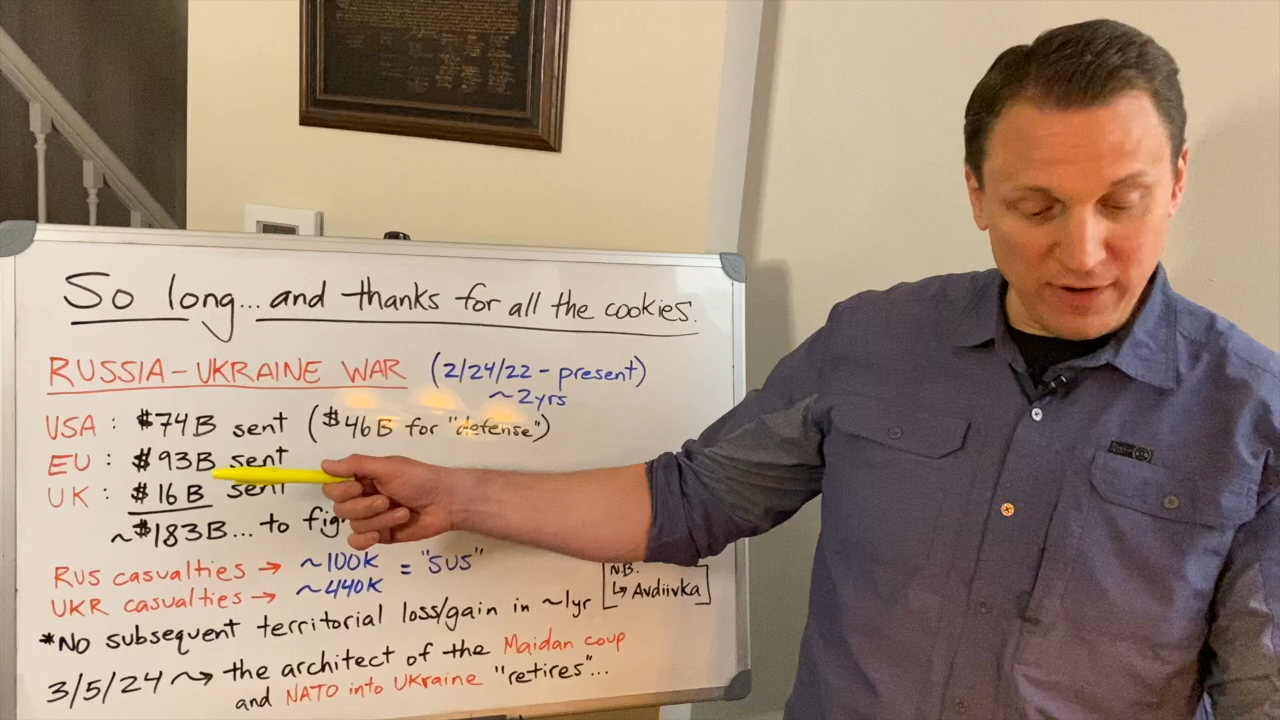 So long... and thanks for all the cookies.
RUSSIA-UKRAINE WAR (2/24/22 - present)
~2yrs
USA: $74B sent ($46B for "defense")
EU: $93B sent
UK: $16B sent
~$183B... to
RUS casualties → ~100K
UKR casualties → ~440K
= "SUS"
N.B.
↳ Avdiivka
*No subsequent territorial loss/gain in ~1yr
3/5/24 ⤳ the architect of the Maidan coup
and NATO into Ukraine "retires"...